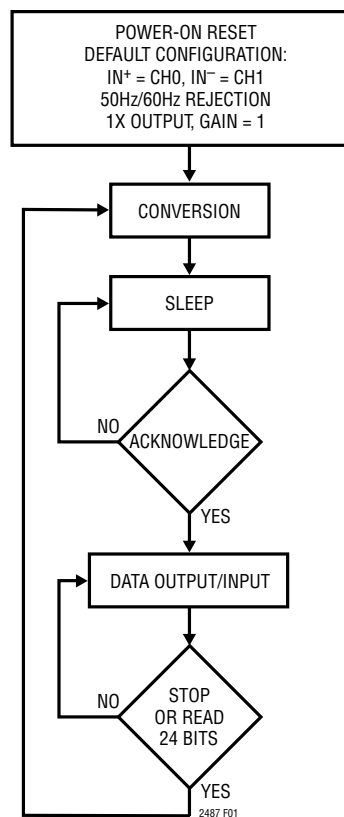 POWER-ON RESET
DEFAULT CONFIGURATION:
IN⁺ = CH0, IN⁻ = CH1
50Hz/60Hz REJECTION
1X OUTPUT, GAIN = 1
CONVERSION
SLEEP
NO
ACKNOWLEDGE
YES
DATA OUTPUT/INPUT
NO
STOP
OR READ
24 BITS
YES
2487 F01